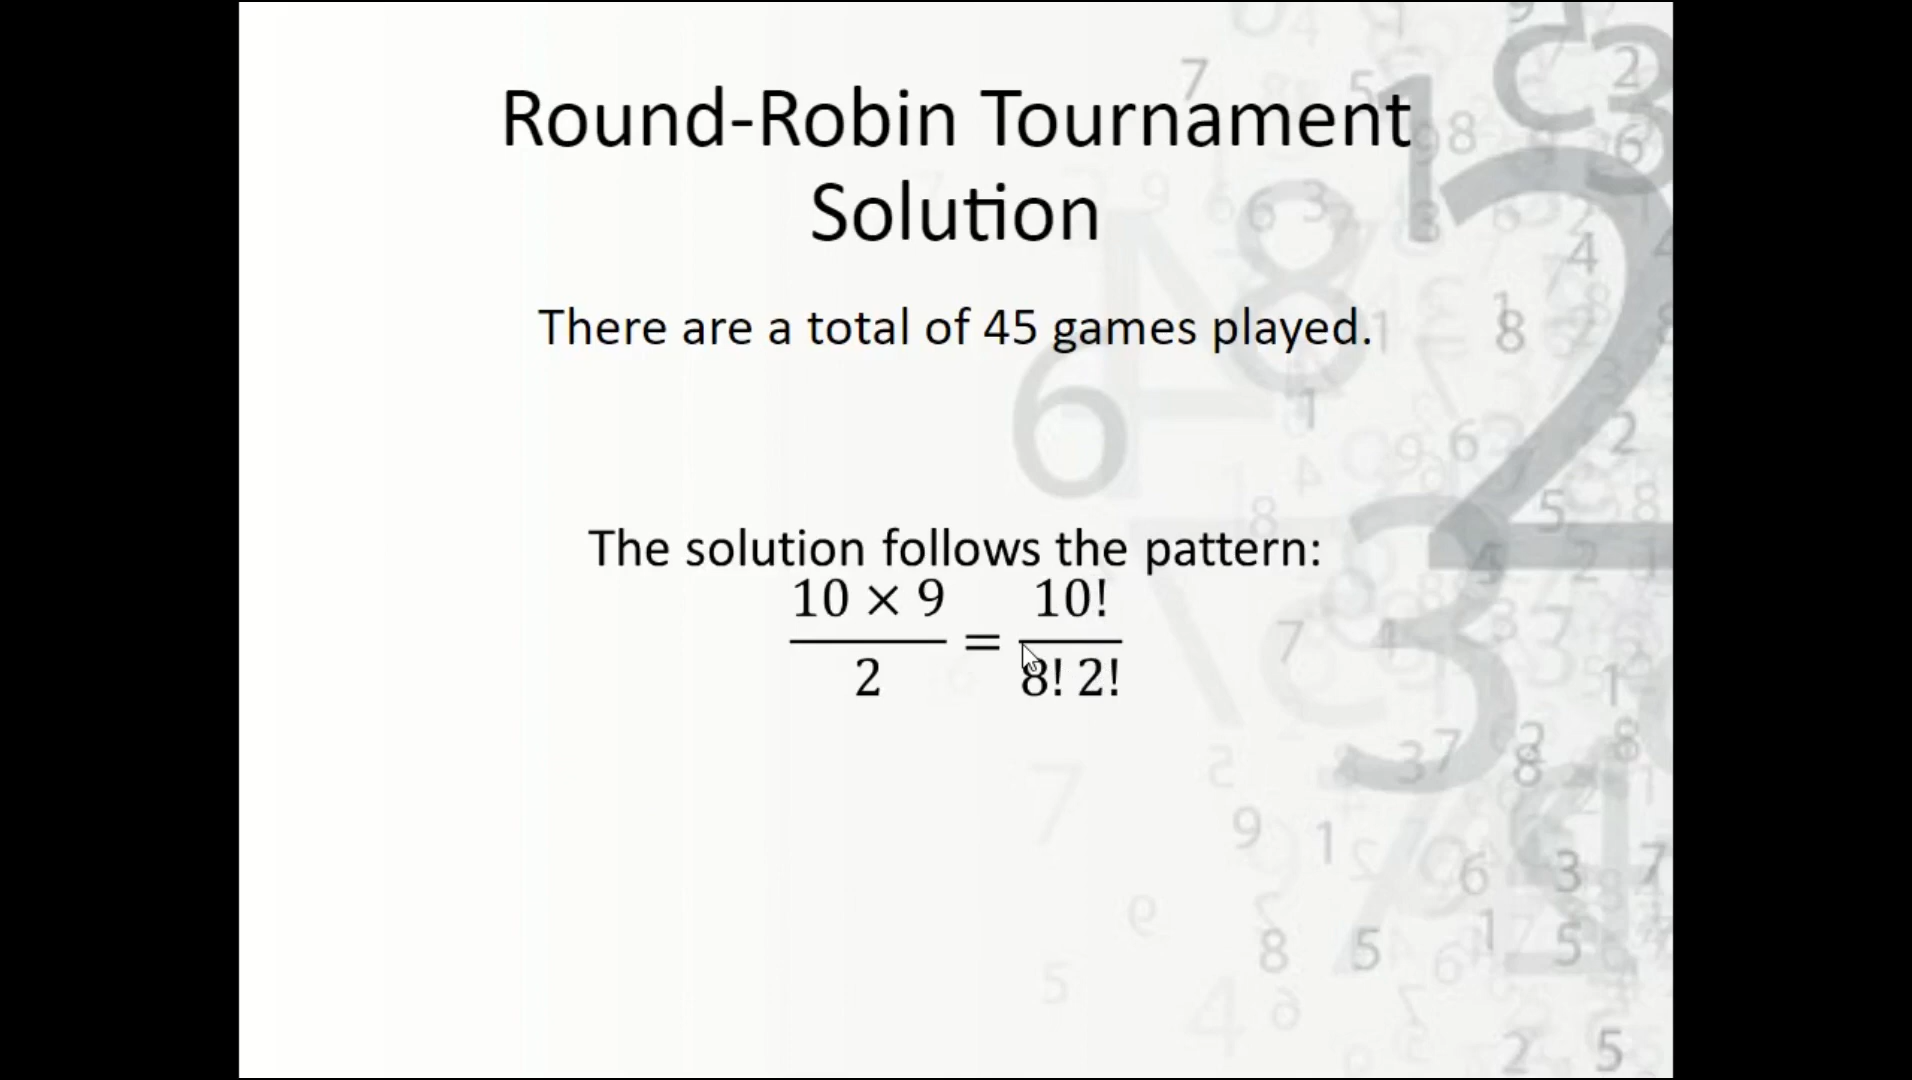 Round-Robin Tournament
Solution
There are a total of 45 games played.
The solution follows the pattern:
10 × 9 / 2 = 10! / 8! 2!